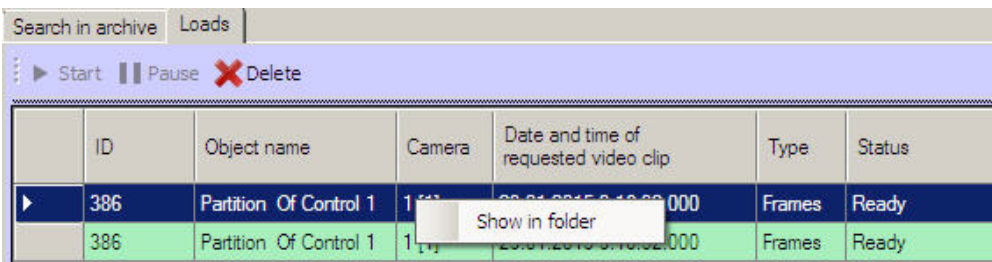 Search in archive Loads
Start Pause Delete
ID Object name Camera Date and time of requested video clip Type Status
386 Partition Of Control 1 Frames Ready
Show in folder
386 Partition Of Control 1 Frames Ready